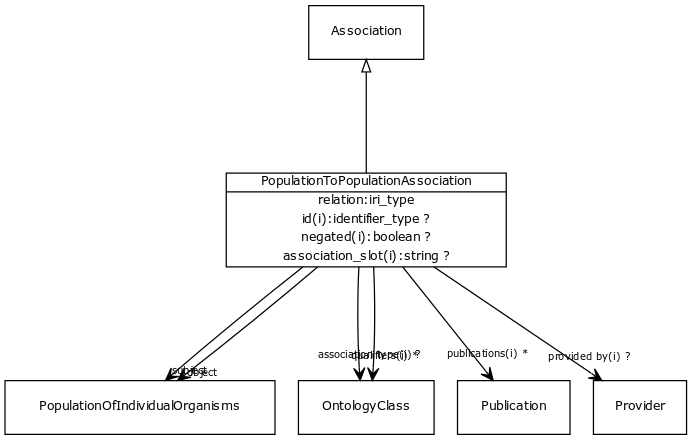 Association
PopulationToPopulationAssociation
relation:iri_type
id(i):identifier_type ?
negated(i):boolean ?
association_slot(i):string ?
subject
object
association type(i) ?
qualifiers(i) *
publications(i) *
provided by(i) ?
PopulationOfIndividualOrganisms
OntologyClass
Publication
Provider